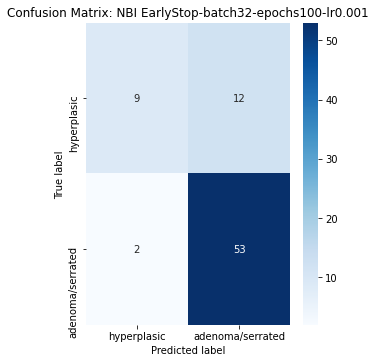 Confusion Matrix: NBI EarlyStop-batch32-epochs100-lr0.001
hyperplasic
9
12
adenoma/serrated
2
53
True label
hyperplasic
adenoma/serrated
Predicted label
50
40
30
20
10